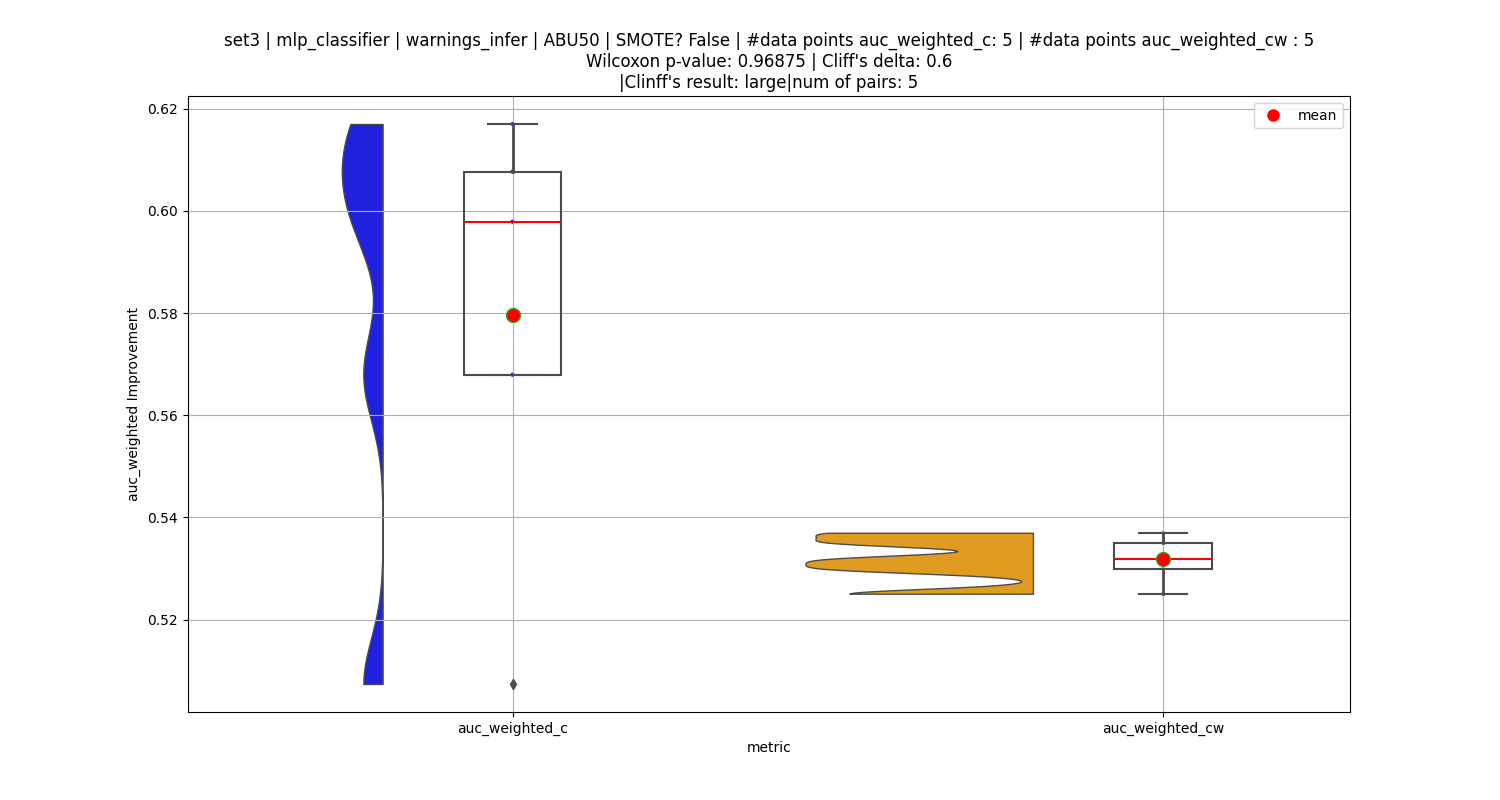 set3 | mlp_classifier | warnings_infer | ABU50 | SMOTE? False | #data points auc_weighted_c: 5 | #data points auc_weighted_cw : 5
Wilcoxon p-value: 0.96875 | Cliff's delta: 0.6
|Clinff's result: large|num of pairs: 5
mean
0.62
0.60
0.58
0.56
0.54
0.52
auc_weighted Improvement
auc_weighted_c
auc_weighted_cw
metric